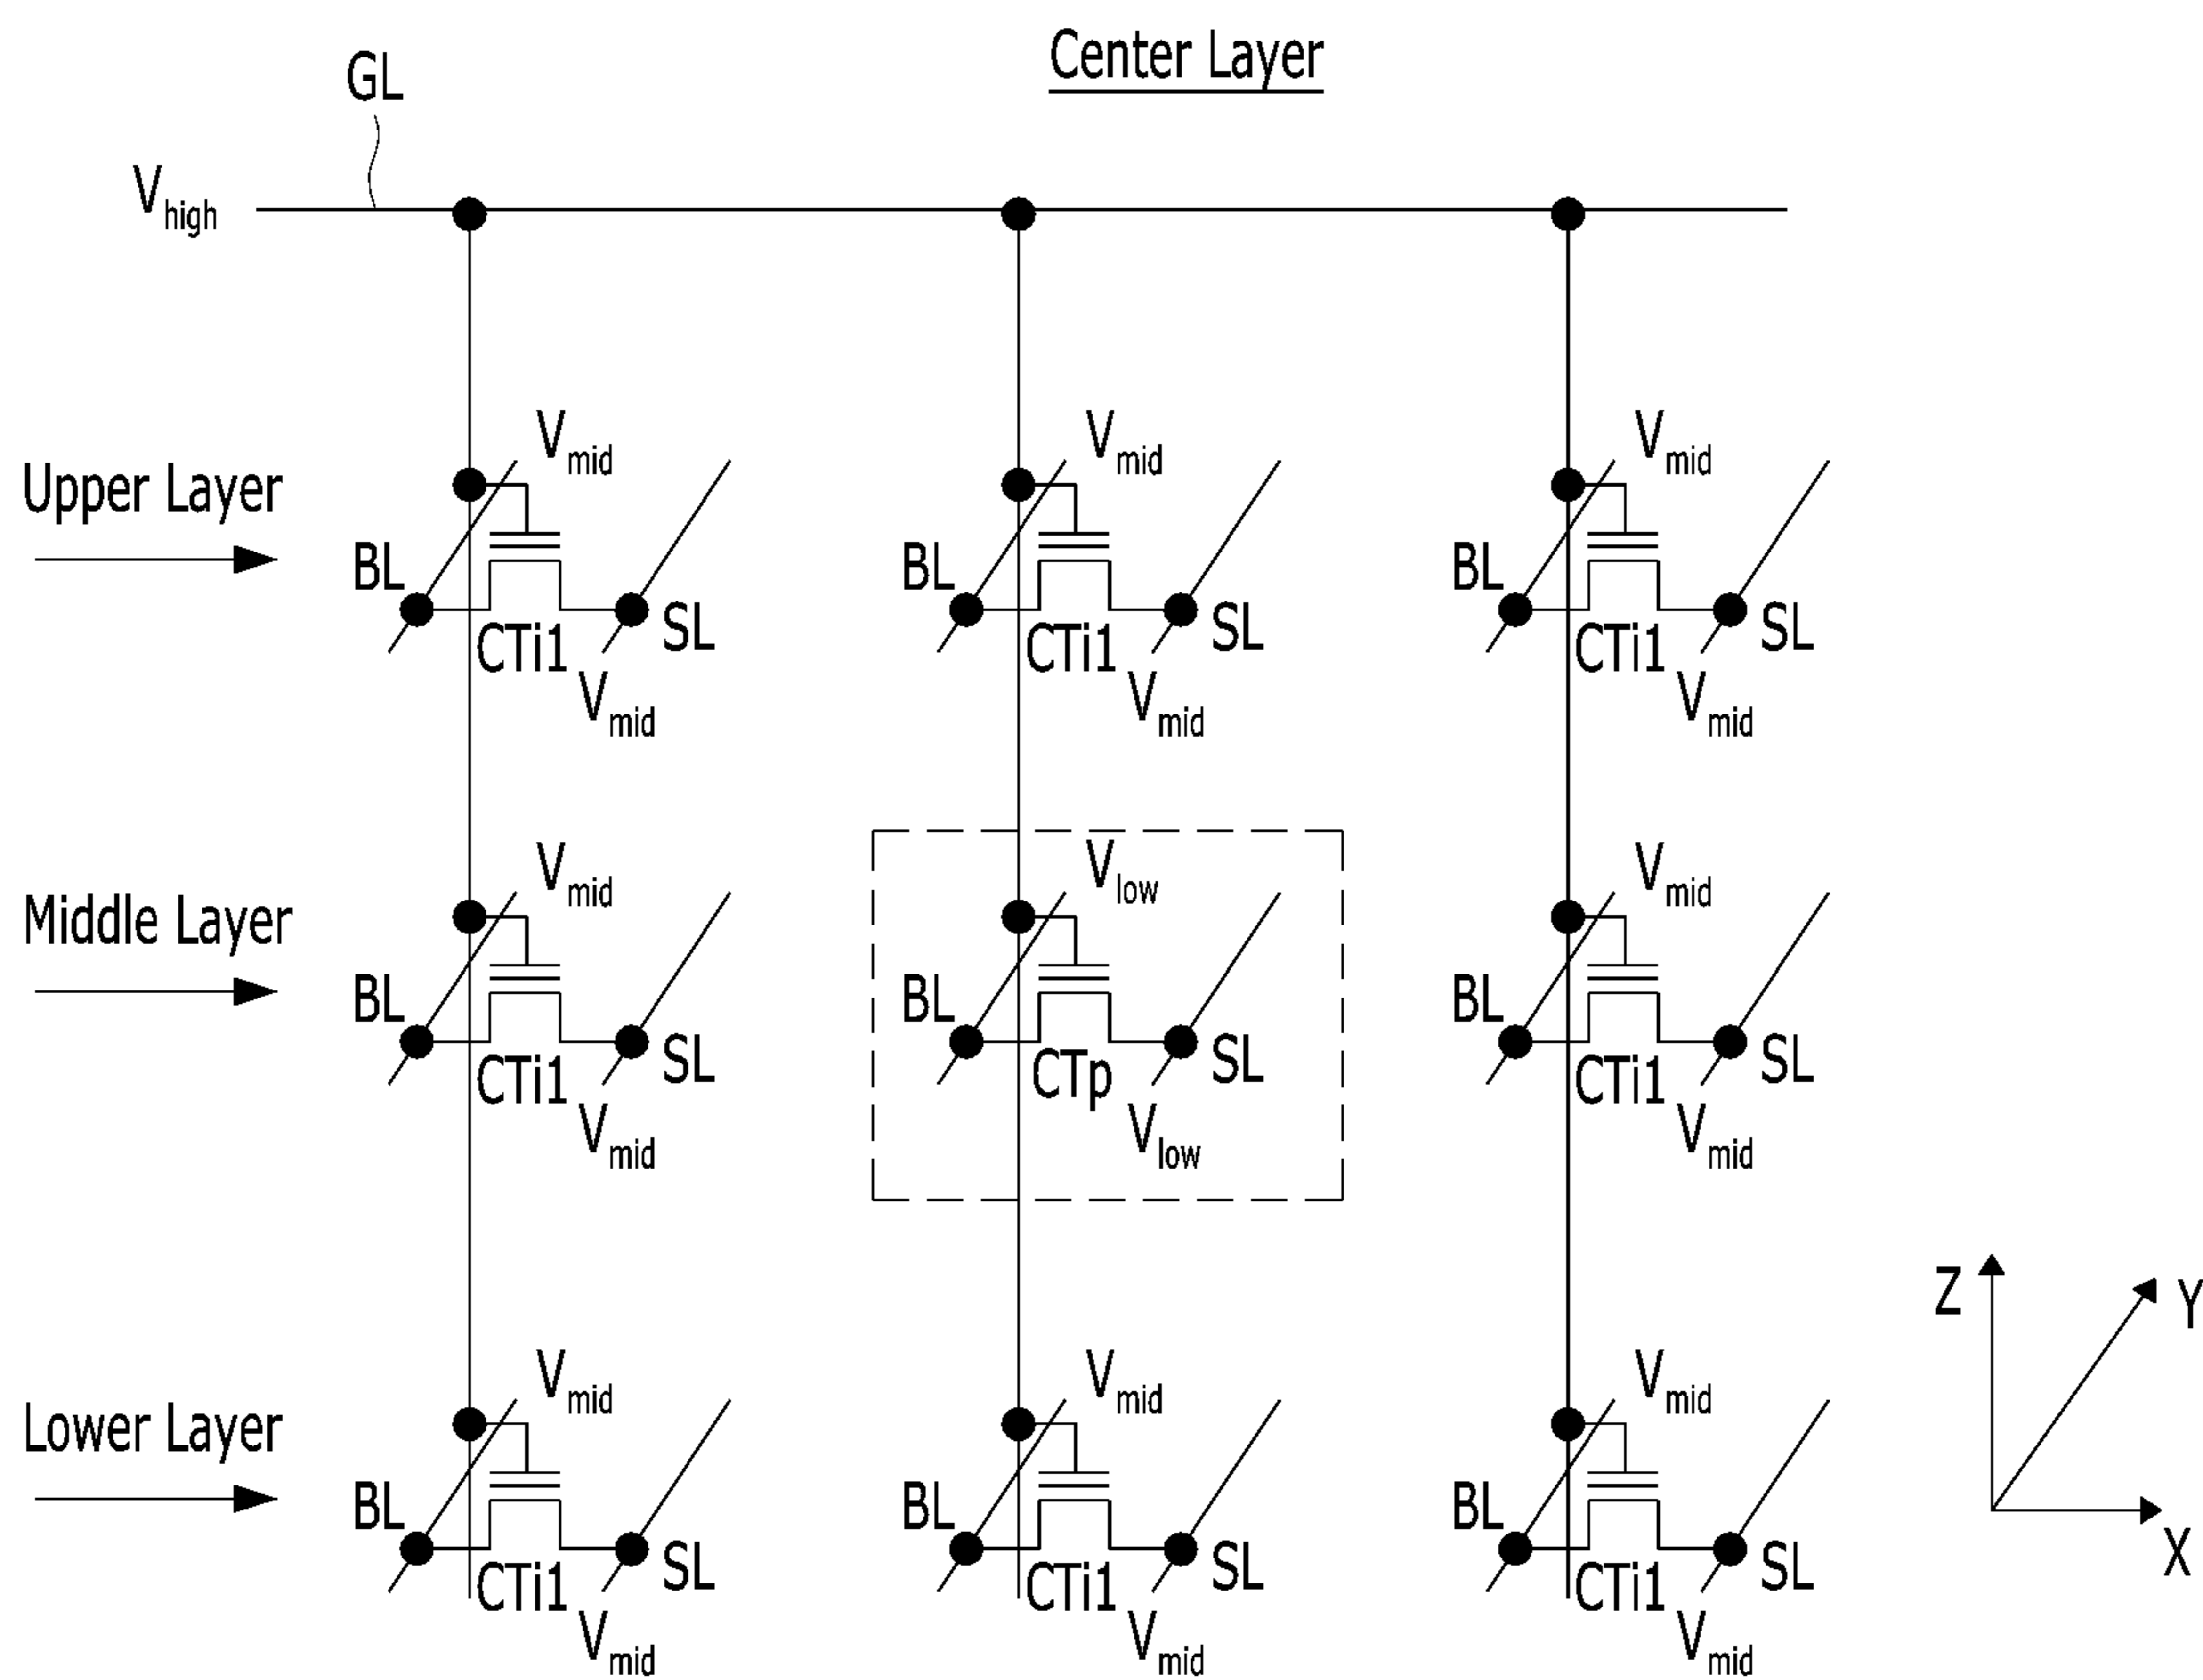 Center Layer
GL
Vhigh
Vmid Vmid Vmid
Upper Layer
BL BL BL
CTi1 SL CTi1 SL CTi1 SL
Vmid Vmid Vmid
Vmid Vlow Vmid
Middle Layer
BL BL BL
CTi1 SL CTp SL CTi1 SL
Vmid Vlow Vmid
Z Y
Vmid Vmid Vmid
Lower Layer
BL BL BL
X
CTi1 SL CTi1 SL CTi1 SL
Vmid Vmid Vmid